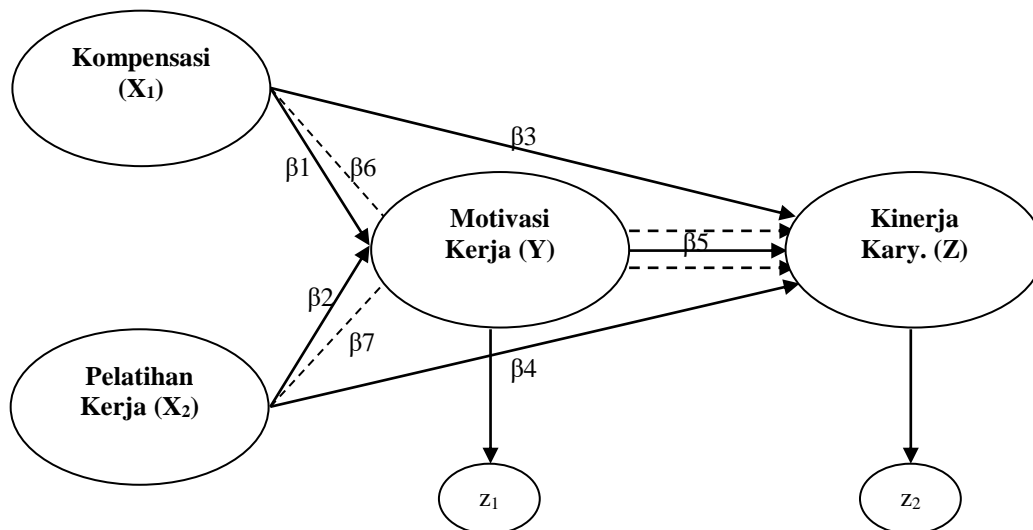 Kompensasi
(X₁)
β3
β1
β6
Motivasi
Kerja (Y)
β5
Kinerja
Kary. (Z)
β2
β7
β4
Pelatihan
Kerja (X₂)
z₁
z₂